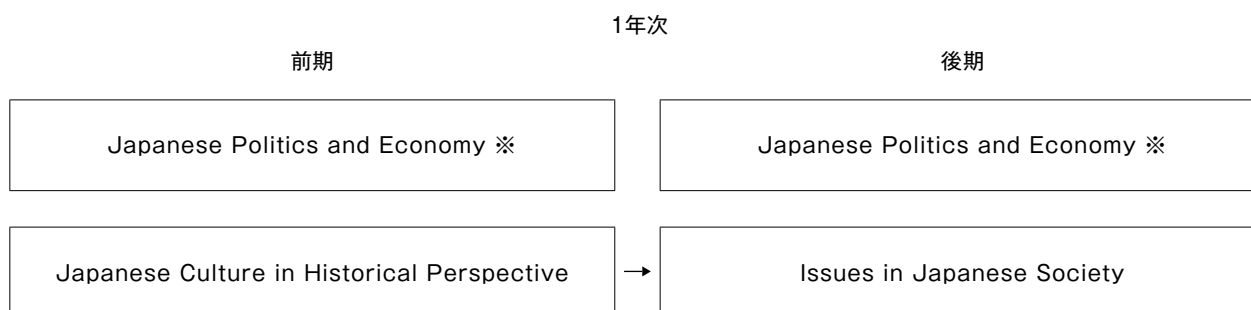 1年次
前期
後期
Japanese Politics and Economy ※
Japanese Politics and Economy ※
Japanese Culture in Historical Perspective
→
Issues in Japanese Society